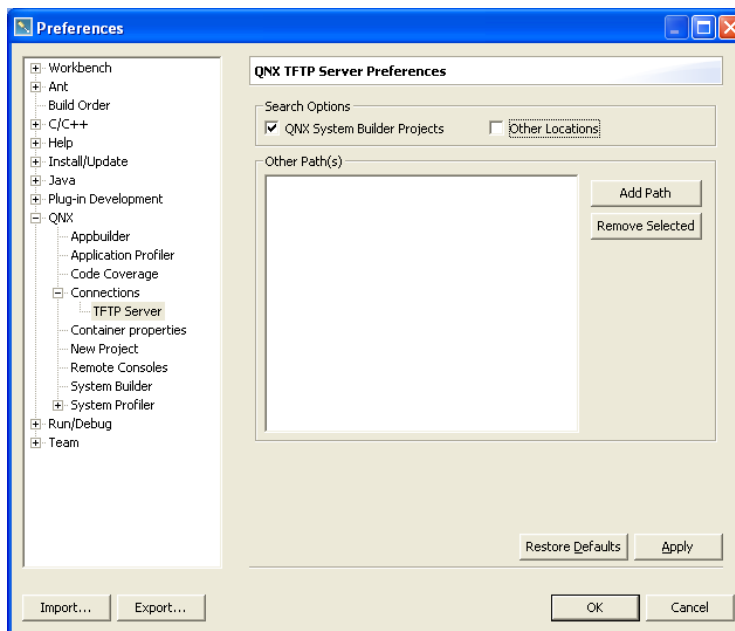 Preferences
Workbench
Ant
Build Order
C/C++
Help
Install/Update
Java
Plug-in Development
QNX
Appbuilder
Application Profiler
Code Coverage
Connections
TFTP Server
Container properties
New Project
Remote Consoles
System Builder
System Profiler
Run/Debug
Team
QNX TFTP Server Preferences
Search Options
QNX System Builder Projects Other Locations
Other Path(s)
Add Path
Remove Selected
Restore Defaults Apply
Import... Export... OK Cancel